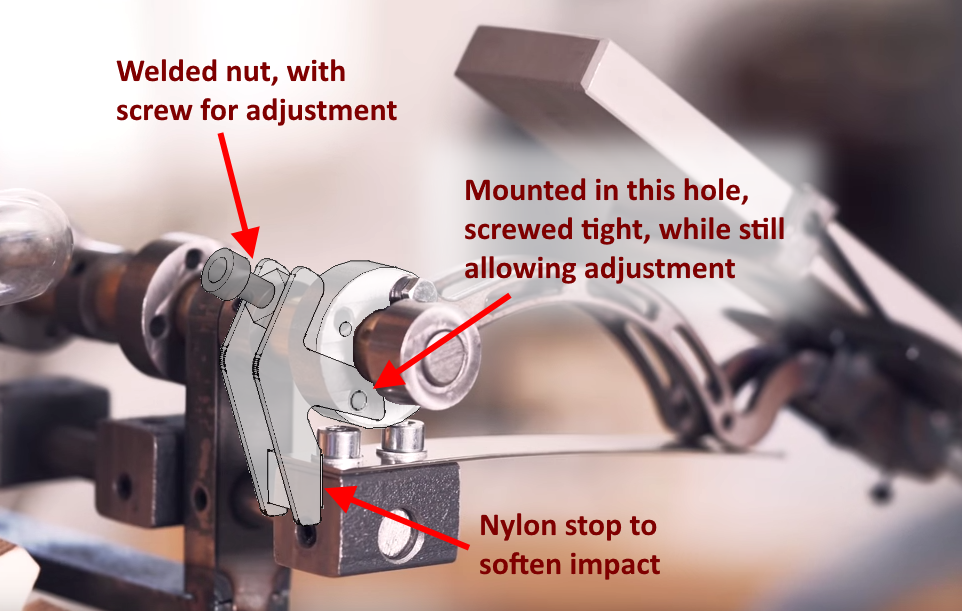 Welded nut, with
screw for adjustment
Mounted in this hole,
screwed tight, while still
allowing adjustment
Nylon stop to
soften impact